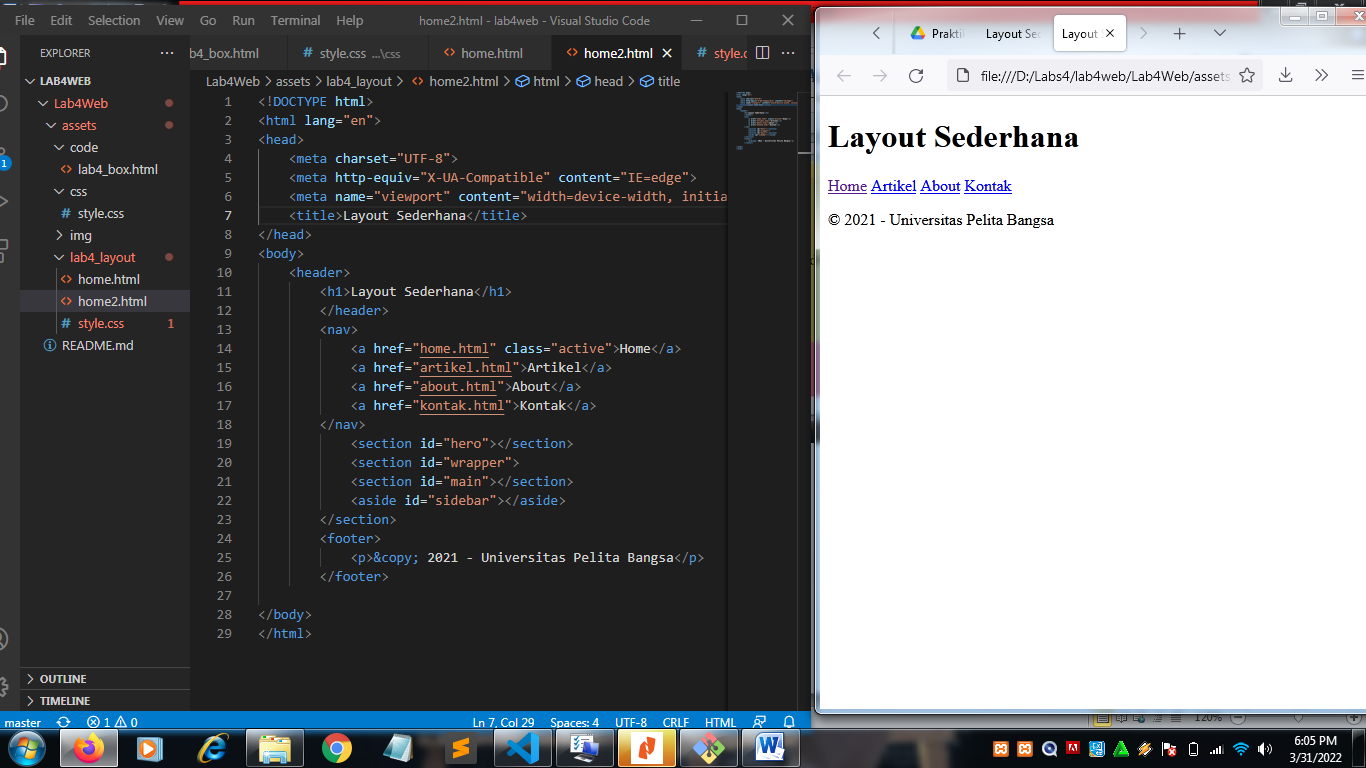 File Edit Selection View Go Run Terminal Help home2.html - lab4web - Visual Studio Code
EXPLORER
LAB4WEB
Lab4Web
assets
code
lab4_box.html
css
style.css
img
lab4_layout
home.html
home2.html
style.css 1
README.md
OUTLINE
TIMELINE
b4_box.html style.css ...\css home.html home2.html style.c
Lab4Web > assets > lab4_layout > home2.html > html > head > title
1 <!DOCTYPE html>
2 <html lang="en">
3 <head>
4 <meta charset="UTF-8">
5 <meta http-equiv="X-UA-Compatible" content="IE=edge">
6 <meta name="viewport" content="width=device-width, initia
7 <title>Layout Sederhana</title>
8 </head>
9 <body>
10 <header>
11 <h1>Layout Sederhana</h1>
12 </header>
13 <nav>
14 <a href="home.html" class="active">Home</a>
15 <a href="artikel.html">Artikel</a>
16 <a href="about.html">About</a>
17 <a href="kontak.html">Kontak</a>
18 </nav>
19 <section id="hero"></section>
20 <section id="wrapper">
21 <section id="main"></section>
22 <aside id="sidebar"></aside>
23 </section>
24 <footer>
25 <p>&copy; 2021 - Universitas Pelita Bangsa</p>
26 </footer>
27
28 </body>
29 </html>
master 1 0 Ln 7, Col 29 Spaces: 4 UTF-8 CRLF HTML
Prakti Layout Sec Layout
file:///D:/Labs4/lab4web/Lab4Web/assets
Layout Sederhana
Home Artikel About Kontak
© 2021 - Universitas Pelita Bangsa
120%
6:05 PM
3/31/2022